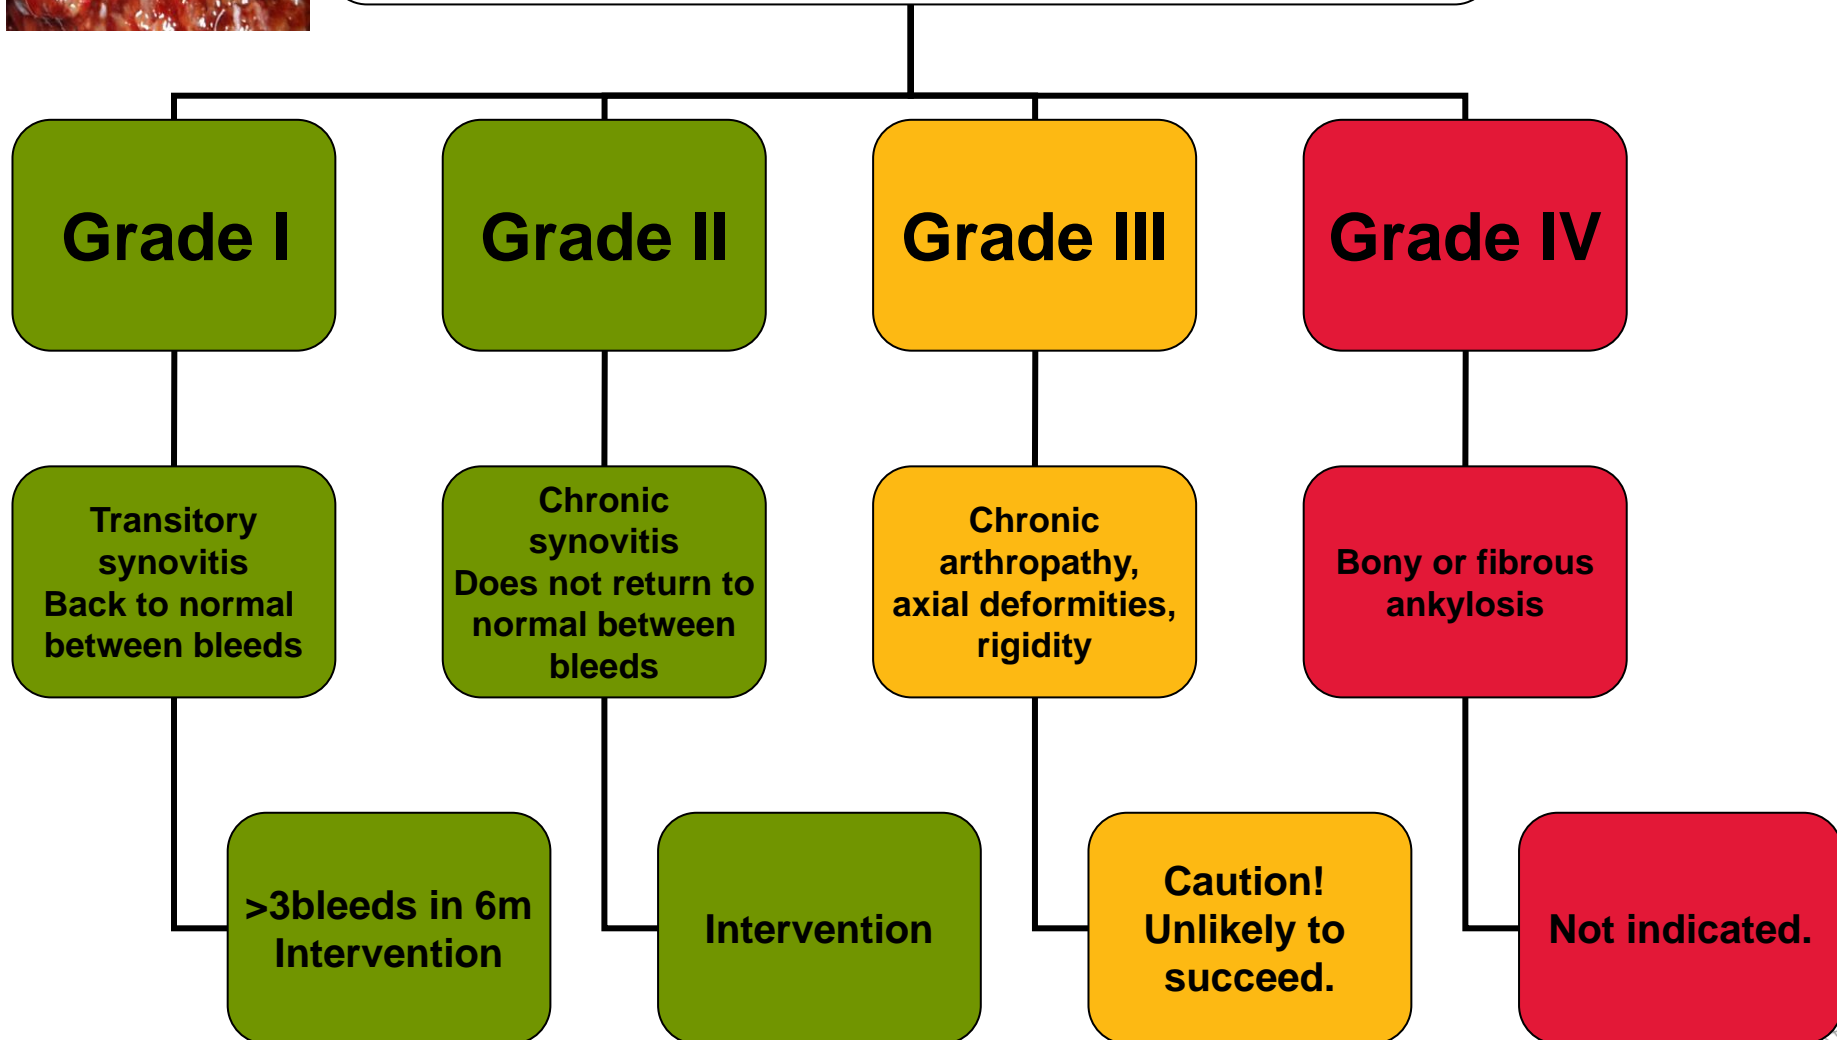 Grade I
Grade II
Grade III
Grade IV
Transitory
synovitis
Back to normal
between bleeds
Chronic
synovitis
Does not return to
normal between
bleeds
Chronic
arthropathy,
axial deformities,
rigidity
Bony or fibrous
ankylosis
>3bleeds in 6m
Intervention
Intervention
Caution!
Unlikely to
succeed.
Not indicated.